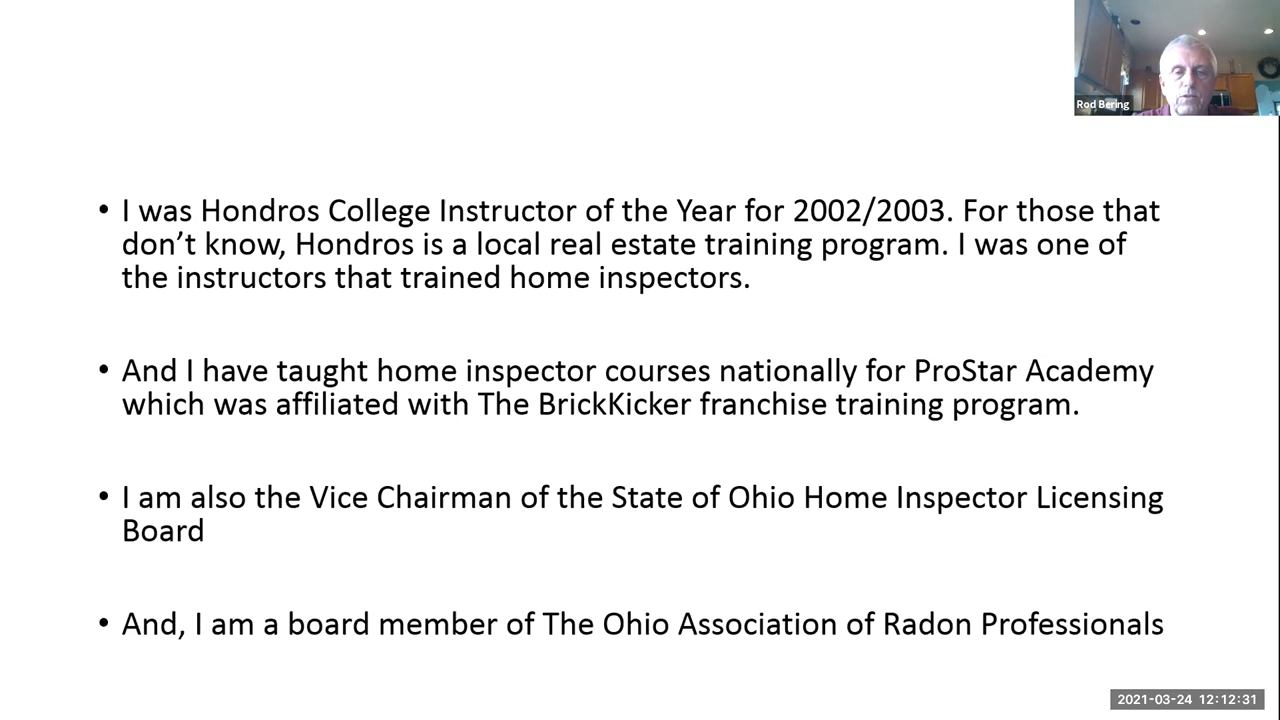 Rod Bering
• I was Hondros College Instructor of the Year for 2002/2003. For those that
don’t know, Hondros is a local real estate training program. I was one of
the instructors that trained home inspectors.
• And I have taught home inspector courses nationally for ProStar Academy
which was affiliated with The BrickKicker franchise training program.
• I am also the Vice Chairman of the State of Ohio Home Inspector Licensing
Board
• And, I am a board member of The Ohio Association of Radon Professionals
2021-03-24 12:12:31